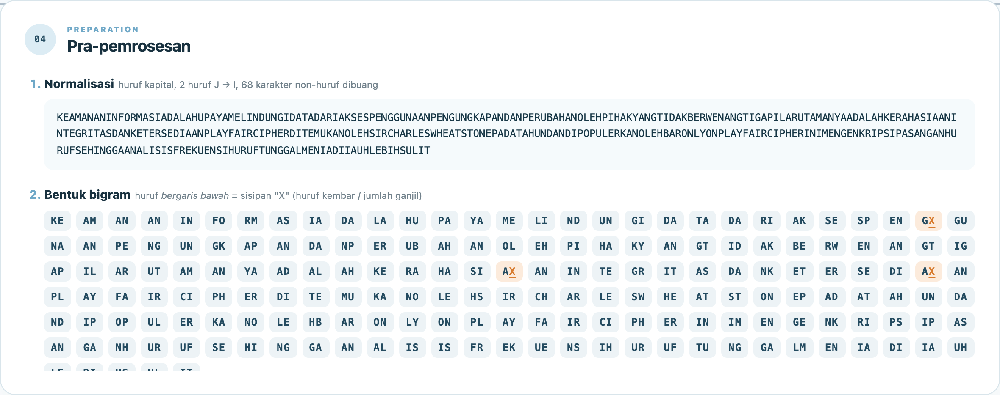 04
PREPARATION
Pra-pemrosesan
1. Normalisasi huruf kapital, 2 huruf J → I, 68 karakter non-huruf dibuang
KEAMANANINFORMASIADALAHUPAYAMELINDUNGIDATADARIAKSESPENGGUNAANPENGUNGKAPANDANPERUBAHANOLEHPIHAKYANGTIDAKBERWENANGTIGAPILARUTAMANYAADALAHKERAHASIAANI
NTEGRITASDANKETERSEDIAANPLAYFAIRCIPHERDITEMUKANOLEHSIRCHARLESWHEATSTONEPADATAHUNDANDIPOPULERKANOLEHBARONLYONPLAYFAIRCIPHERINIMENGENKRIPSIPASANGANHU
RUFSEHINGGAANALISISFREKUENSIHURUFTUNGGALMENIADIIAUHLEBIHSULIT
2. Bentuk bigram huruf bergaris bawah = sisipan "X" (huruf kembar / jumlah ganjil)
KE AM AN AN IN FO RM AS IA DA LA HU PA YA ME LI ND UN GI DA TA DA RI AK SE SP EN GX GU
NA AN PE NG UN GK AP AN DA NP ER UB AH AN OL EH PI HA KY AN GT ID AK BE RW EN AN GT IG
AP IL AR UT AM AN YA AD AL AH KE RA HA SI AX AN IN TE GR IT AS DA NK ET ER SE DI AX AN
PL AY FA IR CI PH ER DI TE MU KA NO LE HS IR CH AR LE SW HE AT ST ON EP AD AT AH UN DA
ND IP OP UL ER KA NO LE HB AR ON LY ON PL AY FA IR CI PH ER IN IM EN GE NK RI PS IP AS
AN GA NH UR UF SE HI NG GA AN AL IS IS FR EK UE NS IH UR UF TU NG GA LM EN IA DI IA UH
LE BI HS UL IT